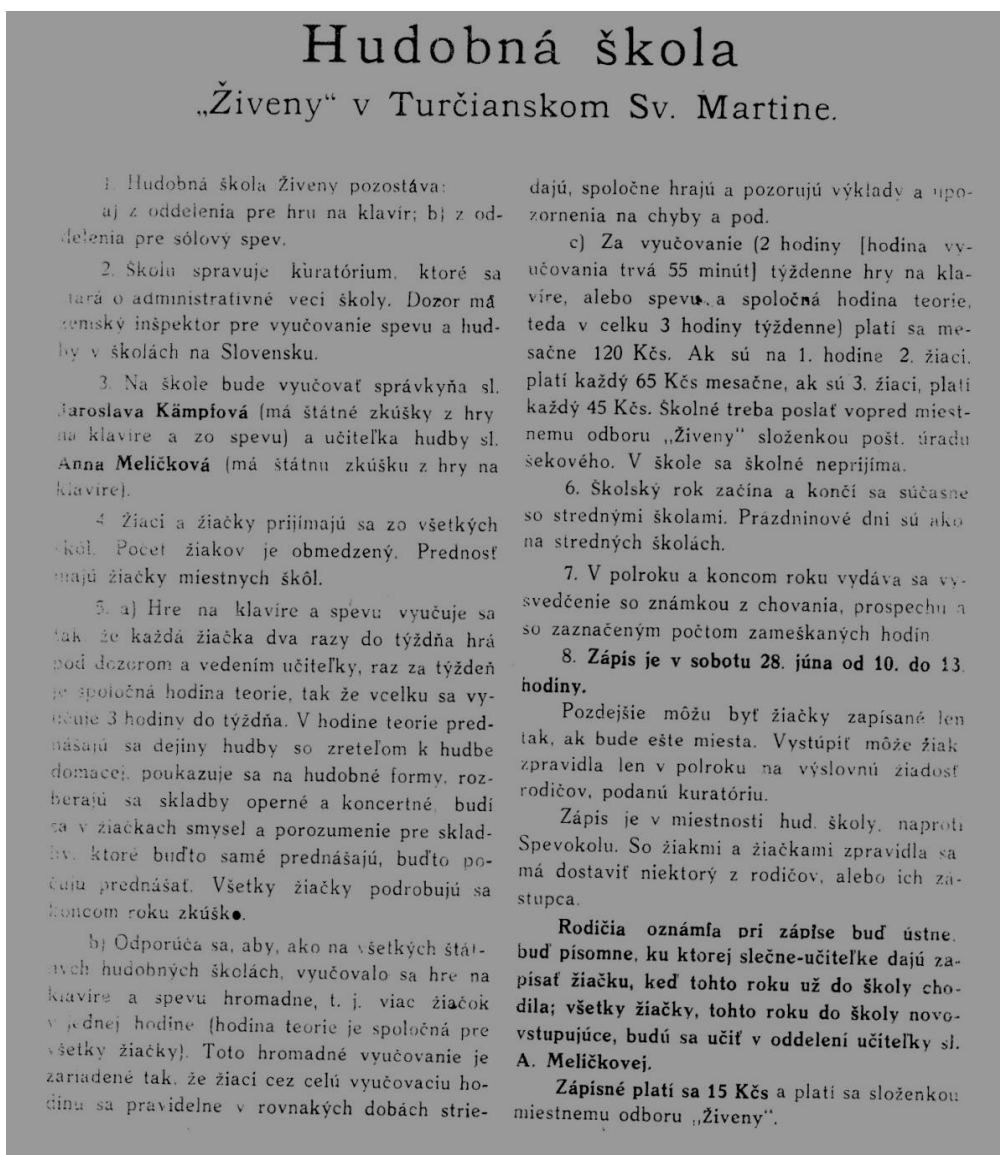 Hudobná škola
„Živeny“ v Turčianskom Sv. Martine.
1. Hudobná škola Živeny pozostáva:
a) z oddelenia pre hru na klavír; b) z od-
delenia pre sólový spev.
2. Školu spravuje kuratórium, ktoré sa
stará o administratívné veci školy. Dozor má
zemský inšpektor pre vyučovanie spevu a hud-
by v školách na Slovensku.
3. Na škole bude vyučovať správkyňa sl.
Jaroslava Kämpfová (má štátné zkúšky z hry
na klavíre a zo spevu) a učiteľka hudby sl.
Anna Meličková (má štátnu zkúšku z hry na
klavíre).
4. Žiaci a žiačky prijímajú sa zo všetkých
škôl. Počet žiakov je obmedzený. Prednosť
majú žiačky miestnych škôl.
5. a) Hre na klavíre a spevu vyučuje sa
tak, že každá žiačka dva razy do týždňa hrá
pod dozorom a vedením učiteľky, raz za týždeň
je spoločná hodina teorie, tak že vcelku sa vy-
učuje 3 hodiny do týždňa. V hodine teorie pred-
nášajú sa dejiny hudby so zreteľom k hudbe
domacej, poukazuje sa na hudobné formy, roz-
berajú sa skladby operné a koncertné, budí
sa v žiačkach smysel a porozumenie pre sklad-
by, ktoré buďto samé prednášajú, buďto po-
čujú prednášať. Všetky žiačky podrobujú sa
koncom roku zkúške.
b) Odporúča sa, aby, ako na všetkých štát-
nych hudobných školách, vyučovalo sa hre na
klavíre a spevu hromadne, t. j. viac žiačok
v jednej hodine (hodina teorie je spoločná pre
všetky žiačky). Toto hromadné vyučovanie je
zariadené tak, že žiaci cez celú vyučovaciu ho-
dinu sa pravidelne v rovnakých dobách strie-
dajú, spoločne hrajú a pozorujú výklady a upo-
zornenia na chyby a pod.
c) Za vyučovanie (2 hodiny [hodina vy-
učovania trvá 55 minút] týždenne hry na kla-
víre, alebo spevu, a spoločná hodina teorie,
teda v celku 3 hodiny týždenne) platí sa me-
sačne 120 Kčs. Ak sú na 1. hodine 2. žiaci,
platí každý 65 Kčs mesačne, ak sú 3. žiaci, platí
každý 45 Kčs. Školné treba poslať vopred miest-
nemu odboru „Živeny“ složenkou pošt. úradu
šekového. V škole sa školné neprijíma.
6. Školský rok začína a končí sa súčasne
so strednými školami. Prázdninové dni sú ako
na stredných školách.
7. V polroku a koncom roku vydáva sa vy-
svedčenie so známkou z chovania, prospechu a
so zaznačeným počtom zameškaných hodín.
8. Zápis je v sobotu 28. júna od 10. do 13.
hodiny.
Pozdejšie môžu byť žiačky zapísané len
tak, ak bude ešte miesta. Vystúpiť môže žiak
zpravidla len v polroku na výslovnú žiadosť
rodičov, podanú kuratóriu.
Zápis je v miestnosti hud. školy, naproti
Spevokolu. So žiakmi a žiačkami zpravidla sa
má dostaviť niektorý z rodičov, alebo ich zá-
stupca.
Rodičia oznámia pri zápise buď ústne,
buď písomne, ku ktorej slečne-učiteľke dajú za-
písať žiačku, keď tohto roku už do školy cho-
dila; všetky žiačky, tohto roku do školy novo-
vstupujúce, budú sa učiť v oddelení učiteľky sl.
A. Meličkovej.
Zápisné platí sa 15 Kčs a platí sa složenkou
miestnemu odboru „Živeny“.